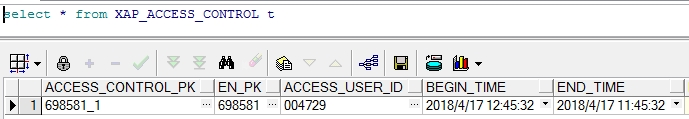 select * from XAP_ACCESS_CONTROL t
ACCESS_CONTROL_PK EN_PK ACCESS_USER_ID BEGIN_TIME END_TIME
1 698581_1 ··· 698581 ··· 004729 ··· 2018/4/17 12:45:32 2018/4/17 11:45:32